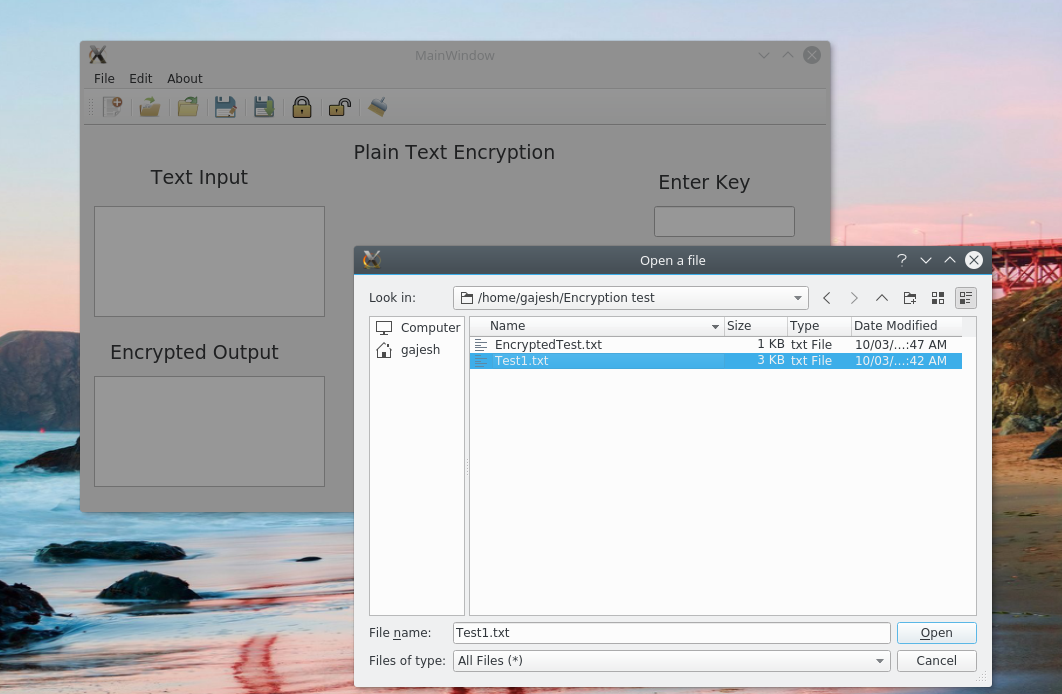 MainWindow
File Edit About
Plain Text Encryption
Text Input
Enter Key
Encrypted Output
Open a file
Look in: /home/gajesh/Encryption test
Computer
gajesh
Name Size Type Date Modified
EncryptedTest.txt 1 KB txt File 10/03/...:47 AM
Test1.txt 3 KB txt File 10/03/...:42 AM
File name: Test1.txt Open
Files of type: All Files (*) Cancel